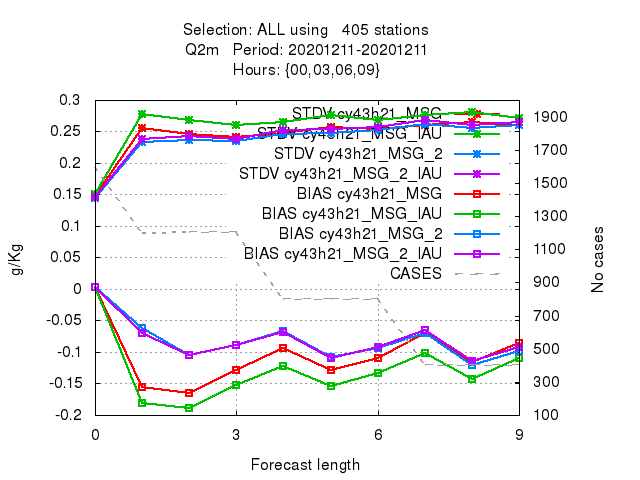 Selection: ALL using   405 stations
Q2m   Period: 20201211-20201211
Hours: {00,03,06,09}
STDV cy43h21_MSG
STDV cy43h21_MSG_IAU
STDV cy43h21_MSG_2
STDV cy43h21_MSG_2_IAU
BIAS cy43h21_MSG
BIAS cy43h21_MSG_IAU
BIAS cy43h21_MSG_2
BIAS cy43h21_MSG_2_IAU
CASES
g/Kg
0.3
0.25
0.2
0.15
0.1
0.05
0
-0.05
-0.1
-0.15
-0.2
No cases
1900
1700
1500
1300
1100
900
700
500
300
100
0 3 6 9
Forecast length